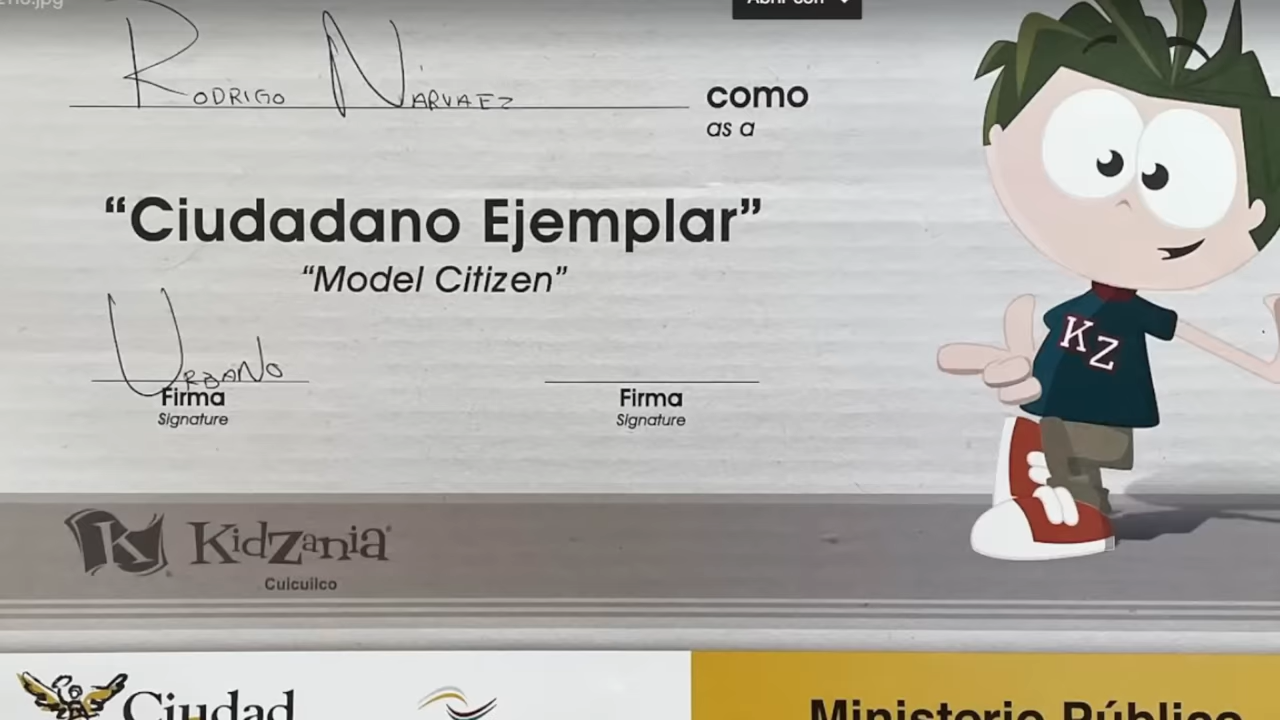 Rodrigo Narvaez
como
as a
“Ciudadano Ejemplar”
“Model Citizen”
Urbano
Firma
Signature
Firma
Signature
KZ
K KidZania
Cuicuilco
Ciudad
Ministerio Público